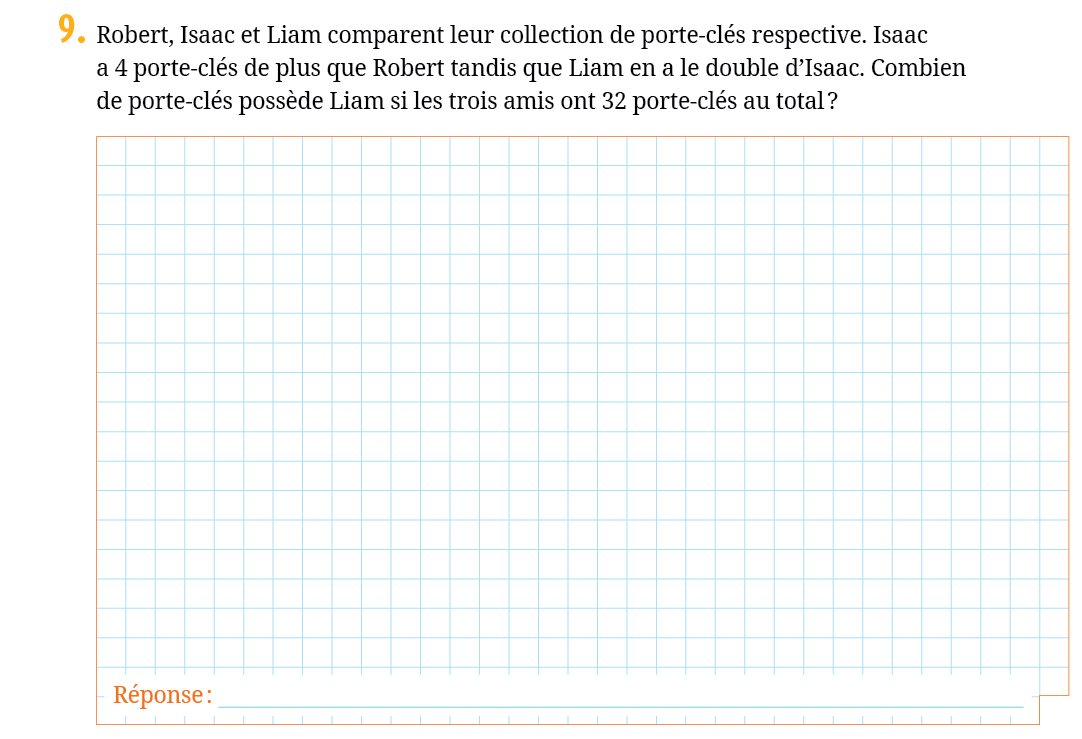 9. Robert, Isaac et Liam comparent leur collection de porte-clés respective. Isaac
a 4 porte-clés de plus que Robert tandis que Liam en a le double d’Isaac. Combien
de porte-clés possède Liam si les trois amis ont 32 porte-clés au total ?
Réponse :